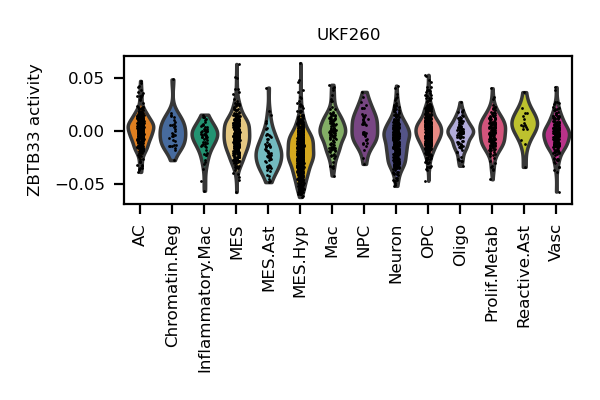 UKF260
ZBTB33 activity
0.05
0.00
−0.05
AC
Chromatin.Reg
Inflammatory.Mac
MES
MES.Ast
MES.Hyp
Mac
NPC
Neuron
OPC
Oligo
Prolif.Metab
Reactive.Ast
Vasc